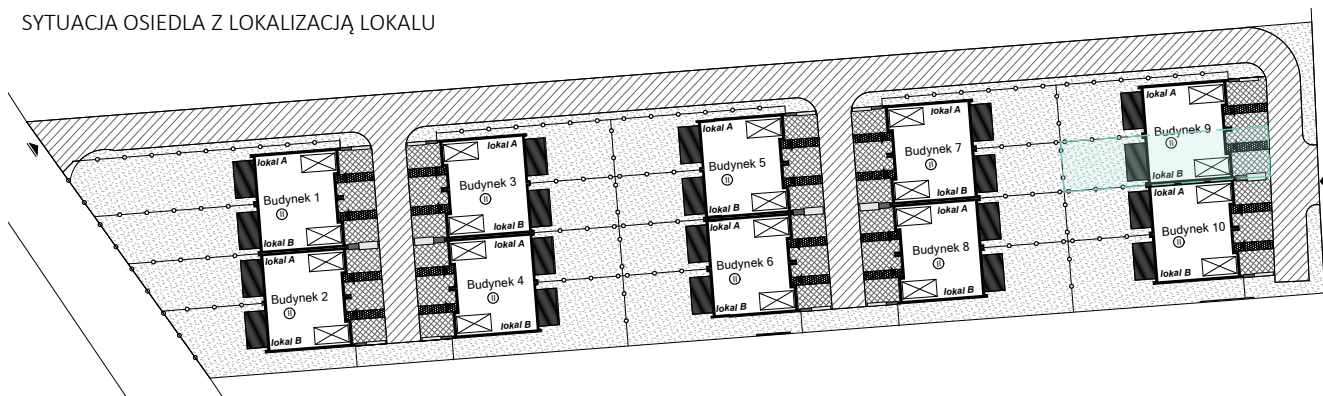 SYTUACJA OSIEDLA Z LOKALIZACJĄ LOKALU
lokal A
Budynek 1
II
lokal B
lokal A
Budynek 2
II
lokal B
lokal A
Budynek 3
II
lokal B
lokal A
Budynek 4
II
lokal B
lokal A
Budynek 5
II
lokal B
lokal A
Budynek 6
II
lokal B
lokal A
Budynek 7
II
lokal B
lokal A
Budynek 8
II
lokal B
lokal A
Budynek 9
II
lokal B
lokal A
Budynek 10
II
lokal B